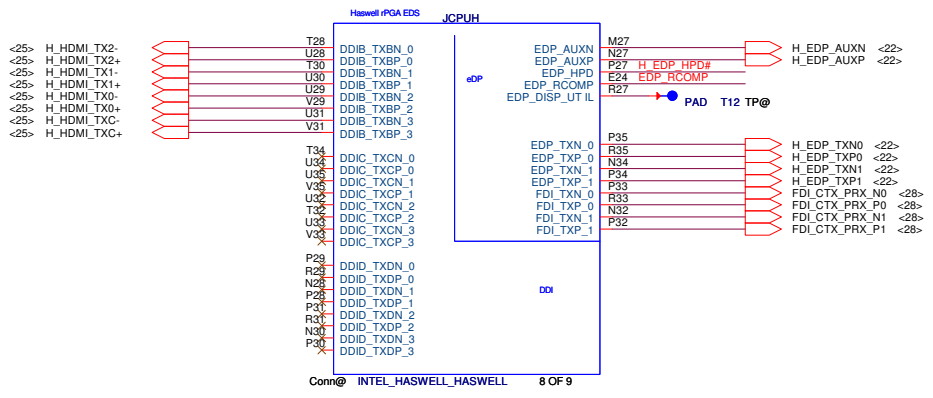 Haswell rPGA EDS
JCPUH
<25> H_HDMI_TX2- T28 DDIB_TXBN_0
<25> H_HDMI_TX2+ U28 DDIB_TXBP_0
<25> H_HDMI_TX1- T30 DDIB_TXBN_1
<25> H_HDMI_TX1+ U30 DDIB_TXBP_1
<25> H_HDMI_TX0- U29 DDIB_TXBN_2
<25> H_HDMI_TX0+ V29 DDIB_TXBP_2
<25> H_HDMI_TXC- U31 DDIB_TXBN_3
<25> H_HDMI_TXC+ V31 DDIB_TXBP_3
T34 DDIC_TXCN_0
U34 DDIC_TXCP_0
U35 DDIC_TXCN_1
V35 DDIC_TXCP_1
U32 DDIC_TXCN_2
T32 DDIC_TXCP_2
U33 DDIC_TXCN_3
V33 DDIC_TXCP_3
P29 DDID_TXDN_0
R29 DDID_TXDP_0
N28 DDID_TXDN_1
P28 DDID_TXDP_1
P31 DDID_TXDN_2
R31 DDID_TXDP_2
N30 DDID_TXDN_3
P30 DDID_TXDP_3
eDP
EDP_AUXN M27 H_EDP_AUXN <22>
EDP_AUXP N27 H_EDP_AUXP <22>
EDP_HPD P27 H_EDP_HPD#
EDP_RCOMP E24 EDP_RCOMP
EDP_DISP_UT IL R27 PAD T12 TP@
EDP_TXN_0 P35 H_EDP_TXN0 <22>
EDP_TXP_0 R35 H_EDP_TXP0 <22>
EDP_TXN_1 N34 H_EDP_TXN1 <22>
EDP_TXP_1 P34 H_EDP_TXP1 <22>
FDI_TXN_0 P33 FDI_CTX_PRX_N0 <28>
FDI_TXP_0 R33 FDI_CTX_PRX_P0 <28>
FDI_TXN_1 N32 FDI_CTX_PRX_N1 <28>
FDI_TXP_1 P32 FDI_CTX_PRX_P1 <28>
DDI
Conn@ INTEL_HASWELL_HASWELL 8 OF 9